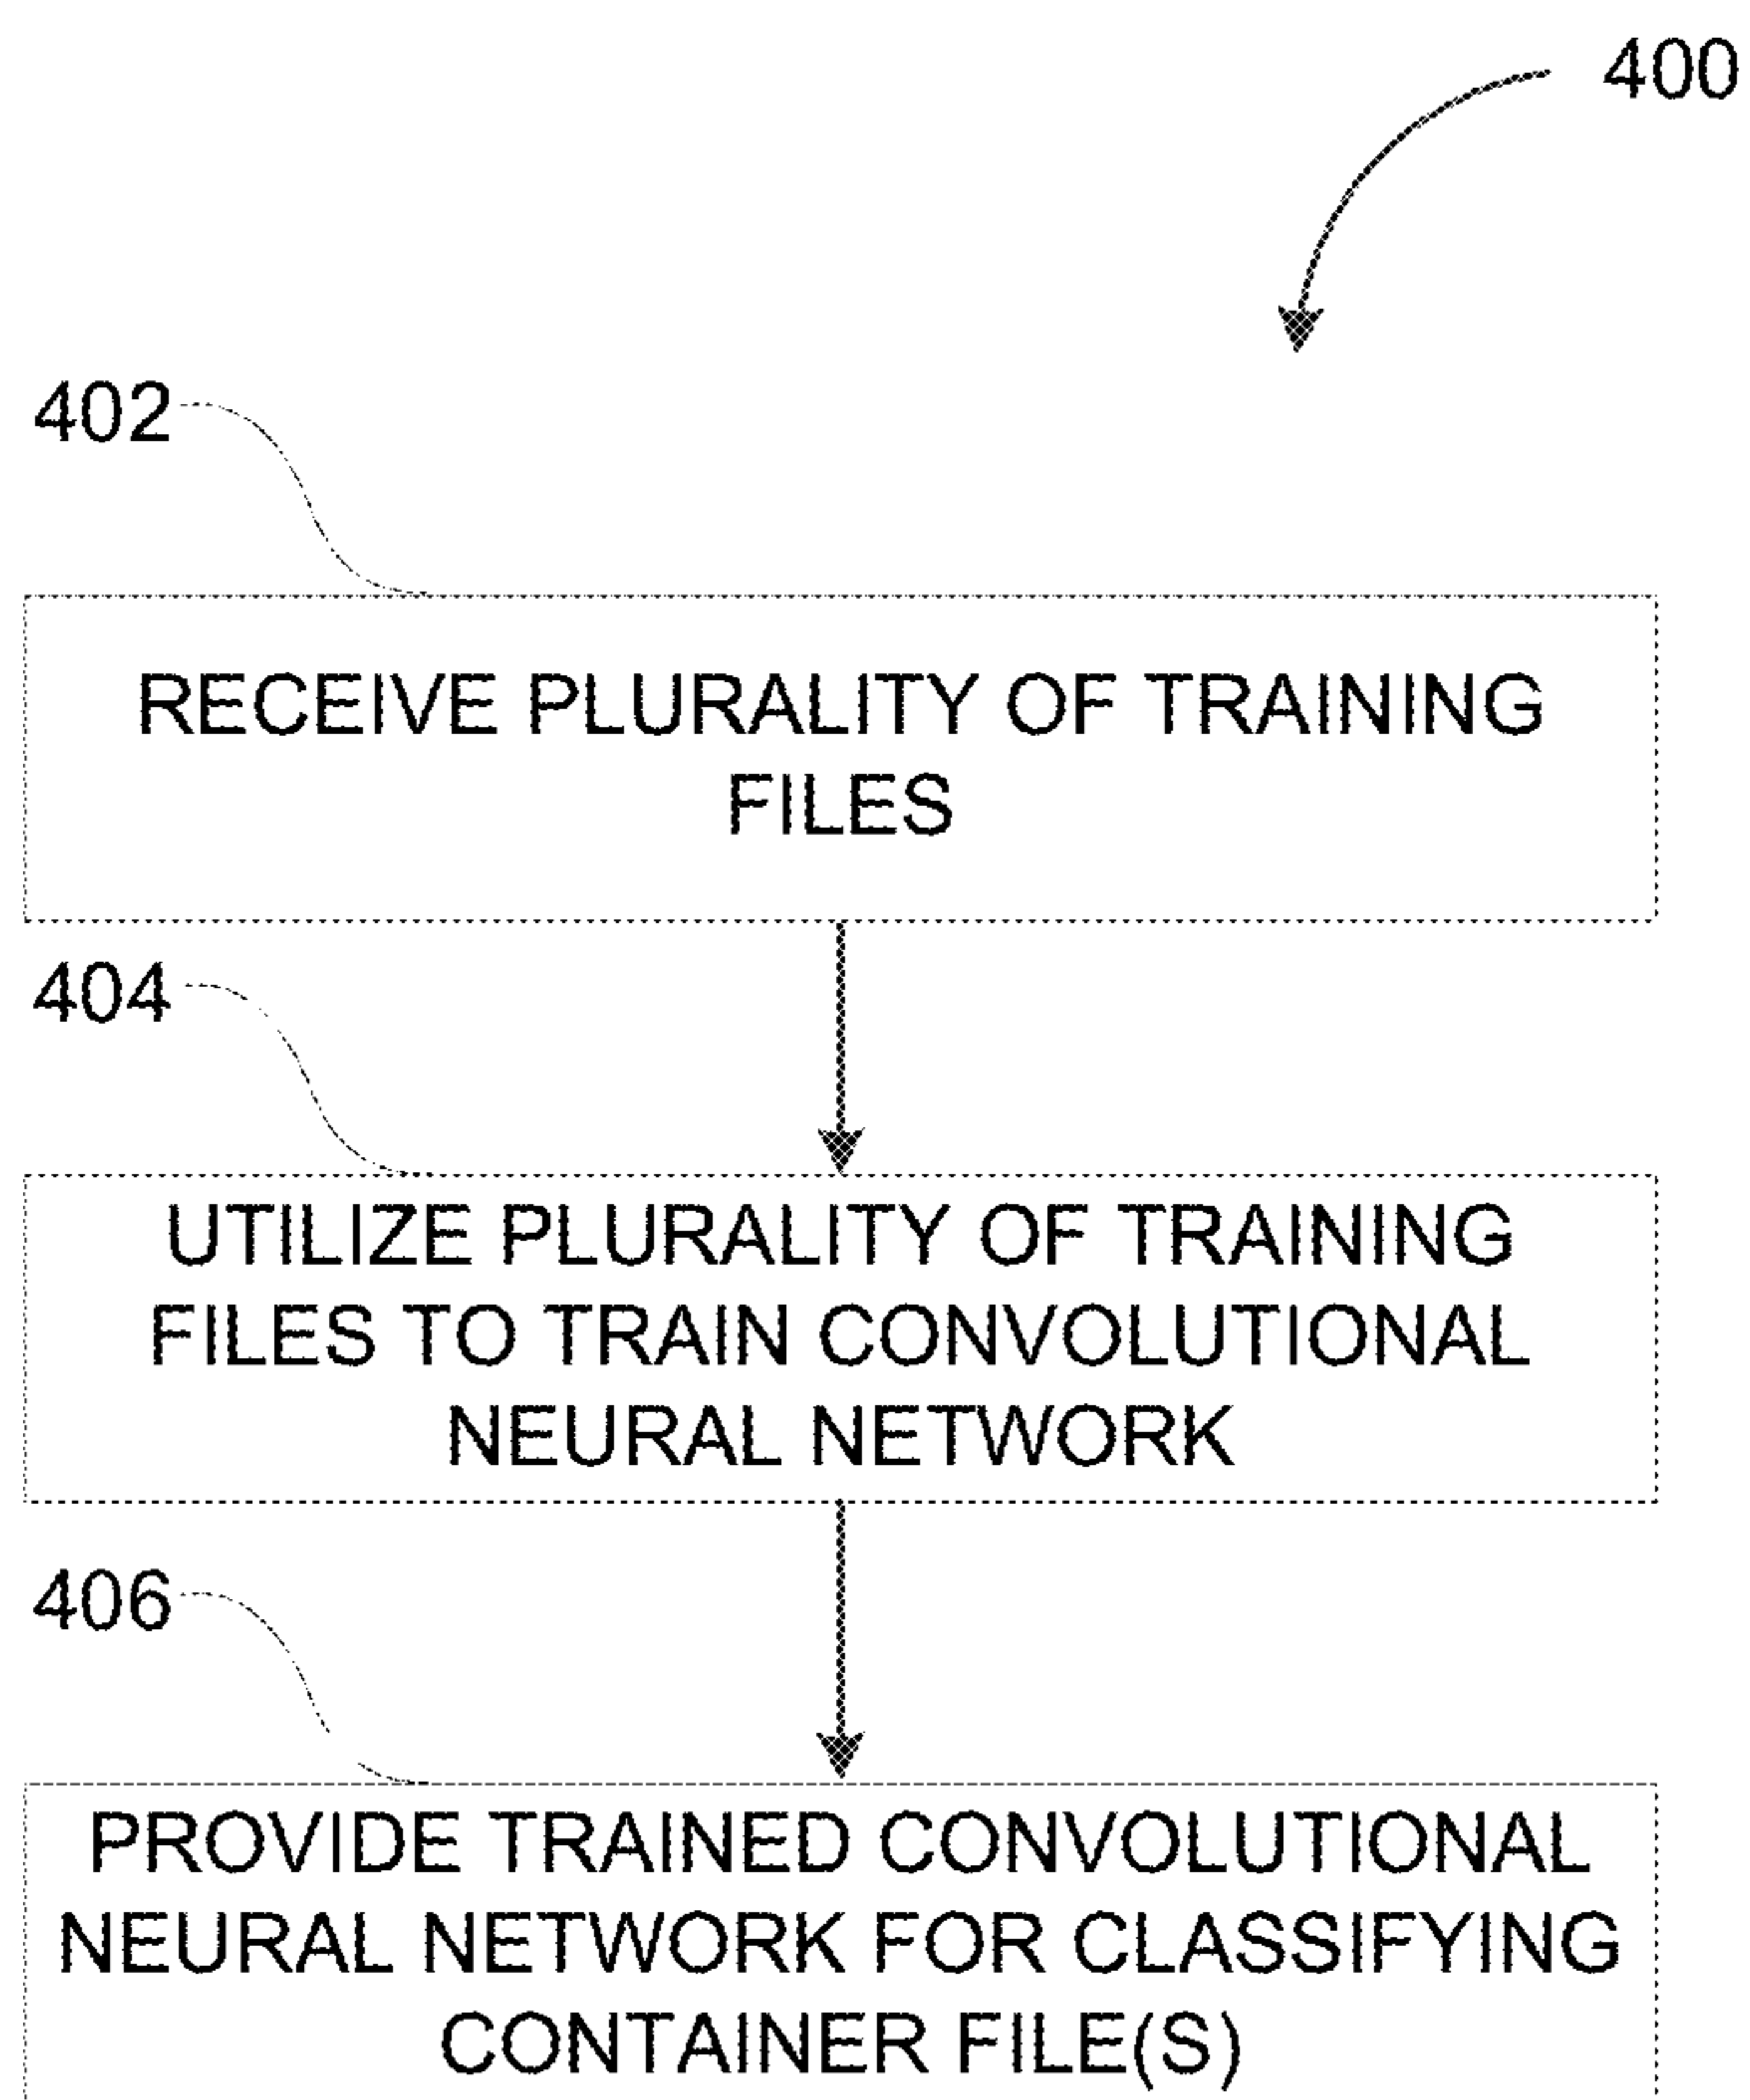 400
402
RECEIVE PLURALITY OF TRAINING
FILES
404
UTILIZE PLURALITY OF TRAINING
FILES TO TRAIN CONVOLUTIONAL
NEURAL NETWORK
406
PROVIDE TRAINED CONVOLUTIONAL
NEURAL NETWORK FOR CLASSIFYING
CONTAINER FILE(S)